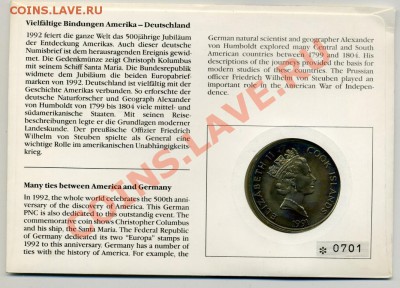 COINS.LAVE.RU
Vielfältige Bindungen Amerika – Deutschland
1992 feiert die ganze Welt das 500jährige Jubiläum
der Entdeckung Amerikas. Auch dieser deutsche
Numisbrief ist dem herausragenden Ereignis gewid-
met. Die Gedenkmünze zeigt Christoph Kolumbus
mit seinem Schiff Santa Maria. Die Bundesrepublik
widmete dem Jubiläum die beiden Europabrief
marken von 1992. Deutschland ist vielfältig mit der
Geschichte Amerikas verbunden. So erforschte der
deutsche Naturforscher und Geograph Alexander
von Humboldt von 1799 bis 1804 viele mittel- und
südamerikanische Staaten. Mit seinen Reise-
beschreibungen legte er die Grundlagen moderner
Landeskunde. Der preußische Offizier Friedrich
Wilhelm von Steuben spielte als General eine
wichtige Rolle im amerikanischen Unabhängigkeits
krieg.
Many ties between America and Germany
In 1992, the whole world celebrates the 500th anni-
versary of the discovery of America. This German
PNC is also dedicated to this outstanding event. The
commemorative coin shows Christopher Columbus
and his ship, the Santa Maria. The Federal Republic
of Germany dedicated its two "Europa" stamps in
1992 to this anniversary. Germany has a number of
ties with the history of America. For example, the
German natural scientist and geographer Alexander
von Humboldt explored many Central and South
American countries between 1799 and 1804. His
descriptions of the journey formed the basis for
modern studies of these countries. The Prussian
officer Friedrich Wilhelm von Steuben played an
important role in the American War of Indepen-
dence.
ELIZABETH II
COOK ISLANDS
0701
COINS.LAVE.RU